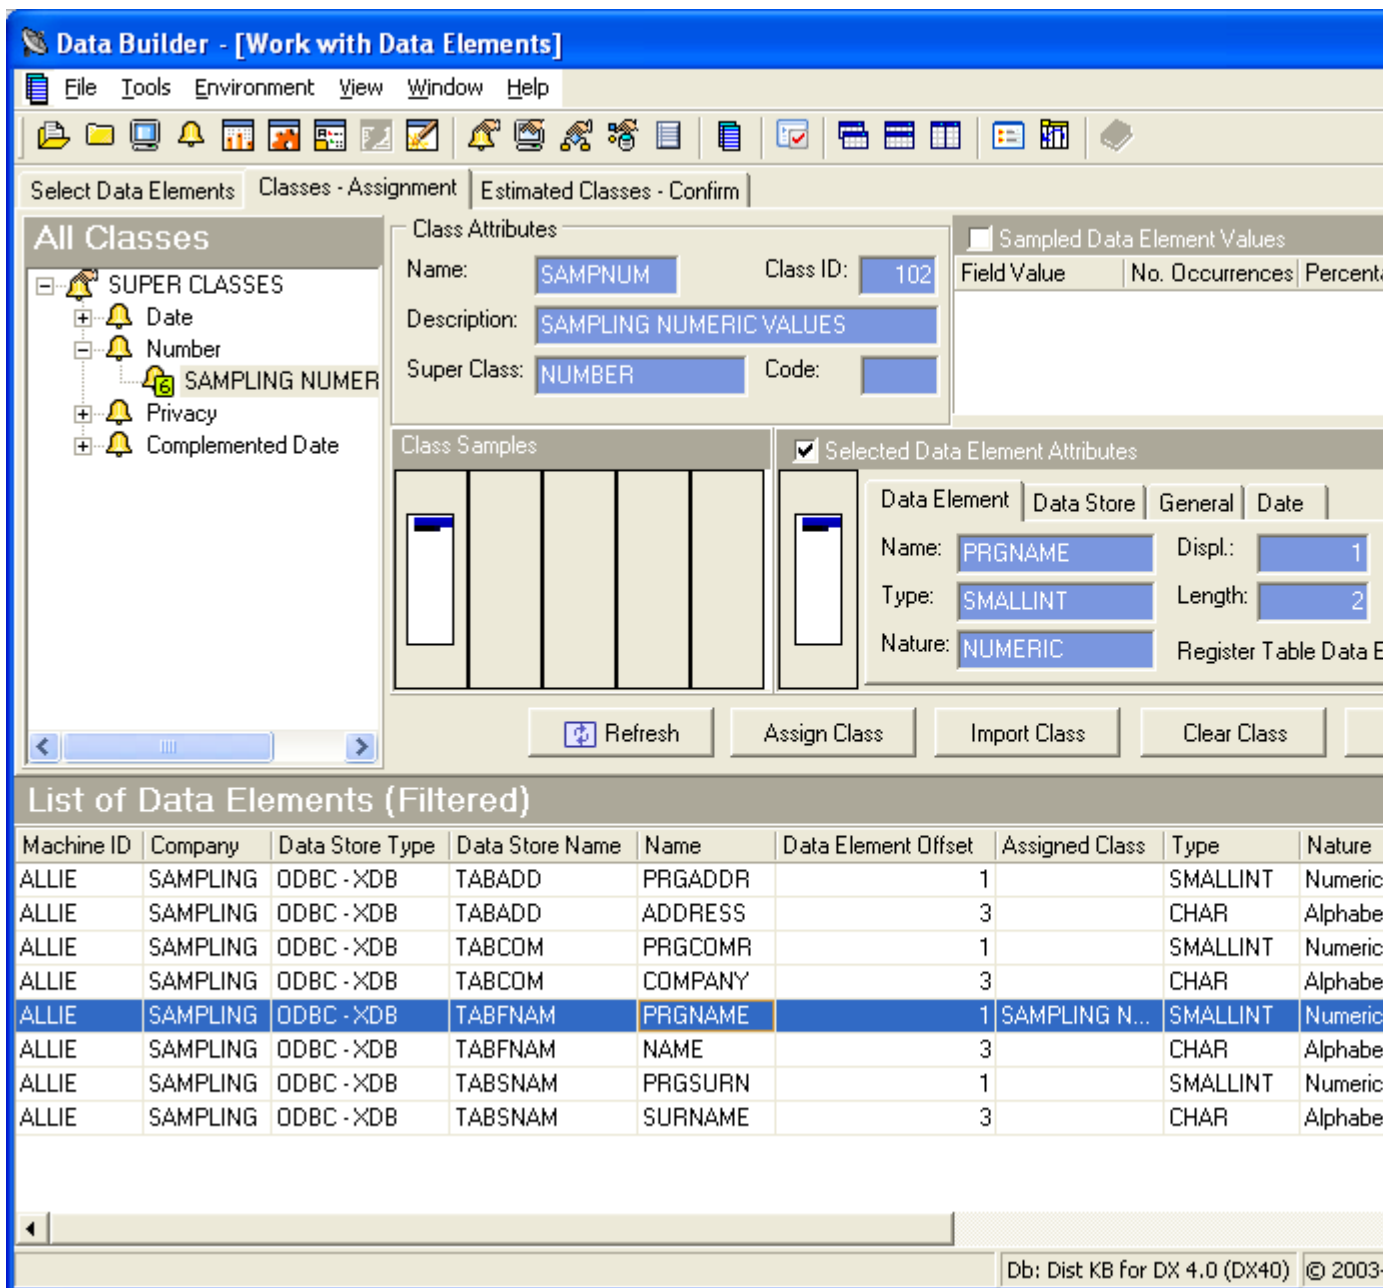 Data Builder - [Work with Data Elements]
File Tools Environment View Window Help
Select Data Elements Classes - Assignment Estimated Classes - Confirm
All Classes
SUPER CLASSES
Date
Number
SAMPLING NUMER
Privacy
Complemented Date
Class Attributes
Name: SAMPNUM Class ID: 102
Description: SAMPLING NUMERIC VALUES
Super Class: NUMBER Code:
Sampled Data Element Values
Field Value No. Occurrences Percent
Class Samples
Selected Data Element Attributes
Data Element Data Store General Date
Name: PRGNAME Displ.: 1
Type: SMALLINT Length: 2
Nature: NUMERIC Register Table Data E
Refresh Assign Class Import Class Clear Class
List of Data Elements (Filtered)
Machine ID Company Data Store Type Data Store Name Name Data Element Offset Assigned Class Type Nature
ALLIE SAMPLING ODBC - XDB TABADD PRGADDR 1 SMALLINT Numeric
ALLIE SAMPLING ODBC - XDB TABADD ADDRESS 3 CHAR Alphabe
ALLIE SAMPLING ODBC - XDB TABCOM PRGCOMR 1 SMALLINT Numeric
ALLIE SAMPLING ODBC - XDB TABCOM COMPANY 3 CHAR Alphabe
ALLIE SAMPLING ODBC - XDB TABFNAM PRGNAME 1 SAMPLING N... SMALLINT Numeric
ALLIE SAMPLING ODBC - XDB TABFNAM NAME 3 CHAR Alphabe
ALLIE SAMPLING ODBC - XDB TABSNAM PRGSURN 1 SMALLINT Numeric
ALLIE SAMPLING ODBC - XDB TABSNAM SURNAME 3 CHAR Alphabe
Db: Dist KB for DX 4.0 (DX40) © 2003-